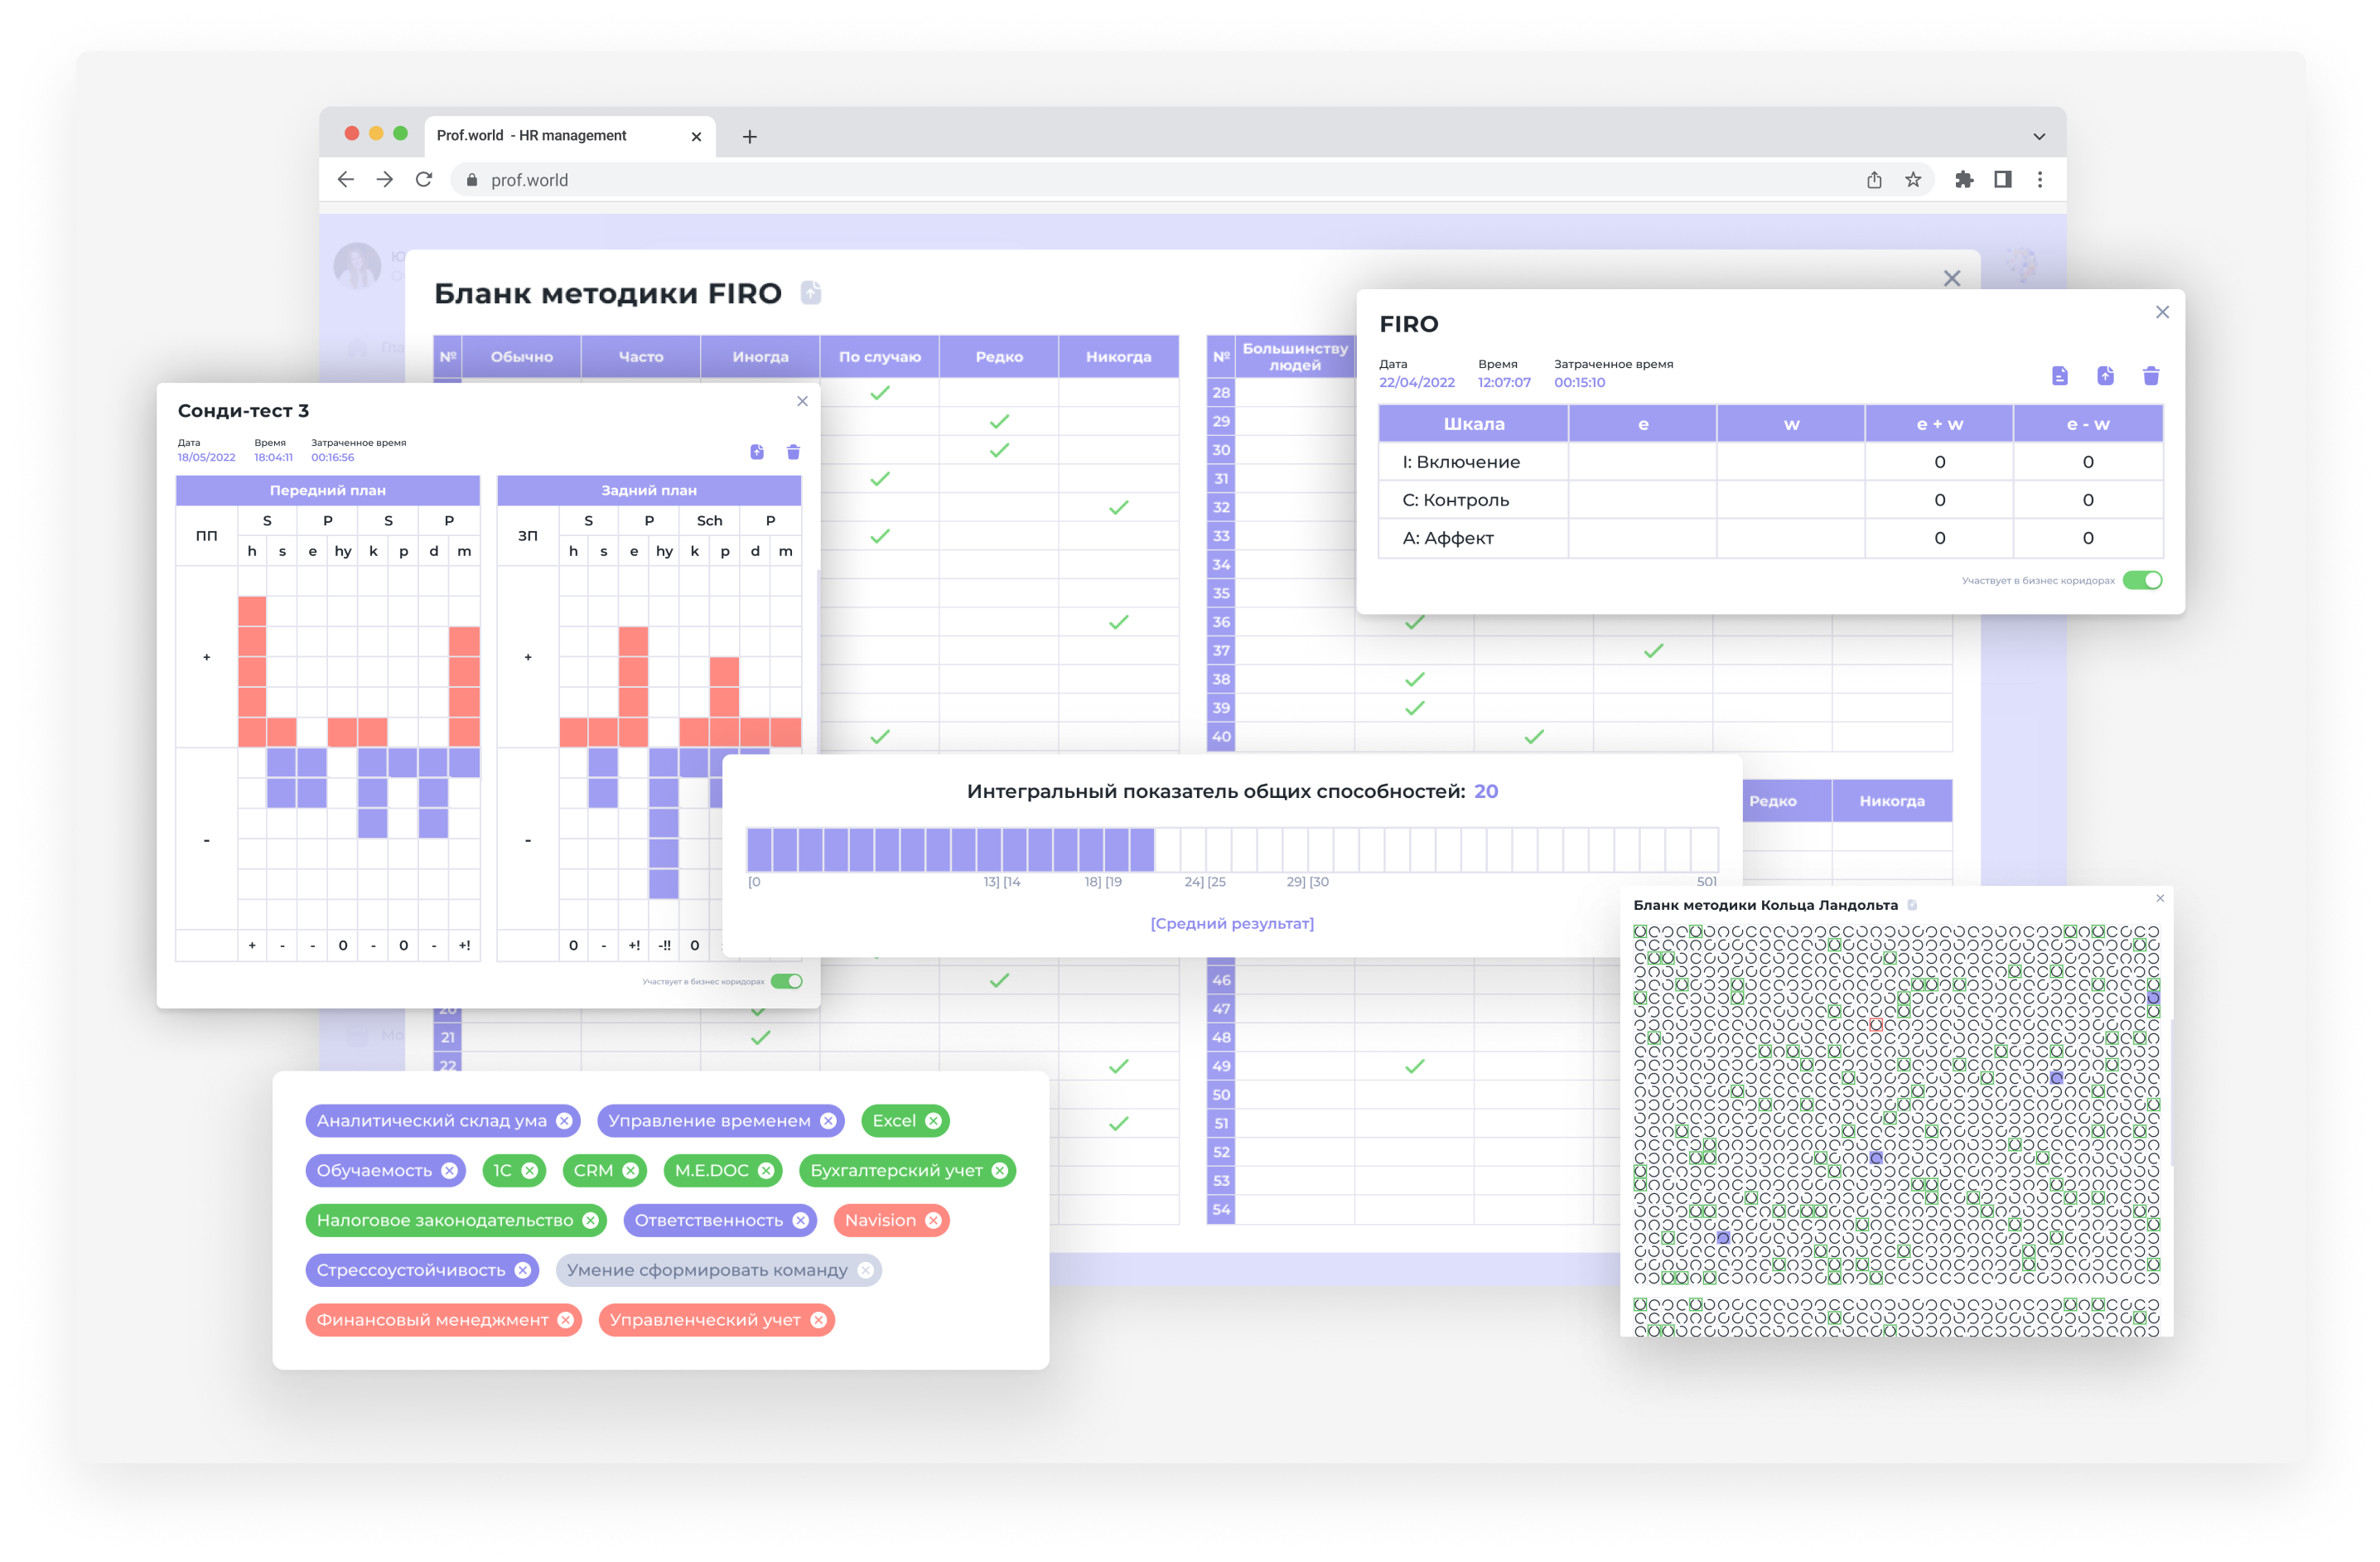 Prof.world - HR management
prof.world
Ю
Гла
Бланк методики FIRO
№ Обычно Часто Иногда По случаю Редко Никогда
№ Большинству людей
28
29
30
31
32
33
34
35
36
37
38
39
40
Редко Никогда
46
47
48
49
50
51
52
53
54
20
21
22
Мо
FIRO
Дата Время Затраченное время
22/04/2022 12:07:07 00:15:10
Шкала e w e + w e - w
I: Включение 0 0
C: Контроль 0 0
A: Аффект 0 0
Участвует в бизнес коридорах
Сонди-тест 3
Дата Время Затраченное время
18/05/2022 18:04:11 00:16:56
Передний план
ПП S P S P
h s e hy k p d m
+
-
+ - - 0 - 0 - +!
Задний план
ЗП S P Sch P
h s e hy k p d m
+
-
0 - +! -!! 0
Участвует в бизнес коридорах
Интегральный показатель общих способностей: 20
[0 13] [14 18] [19 24] [25 29] [30 50]
[Средний результат]
Бланк методики Кольца Ландольта
Аналитический склад ума Управление временем Excel
Обучаемость 1C CRM M.E.DOC Бухгалтерский учет
Налоговое законодательство Ответственность Navision
Стрессоустойчивость Умение сформировать команду
Финансовый менеджмент Управленческий учет